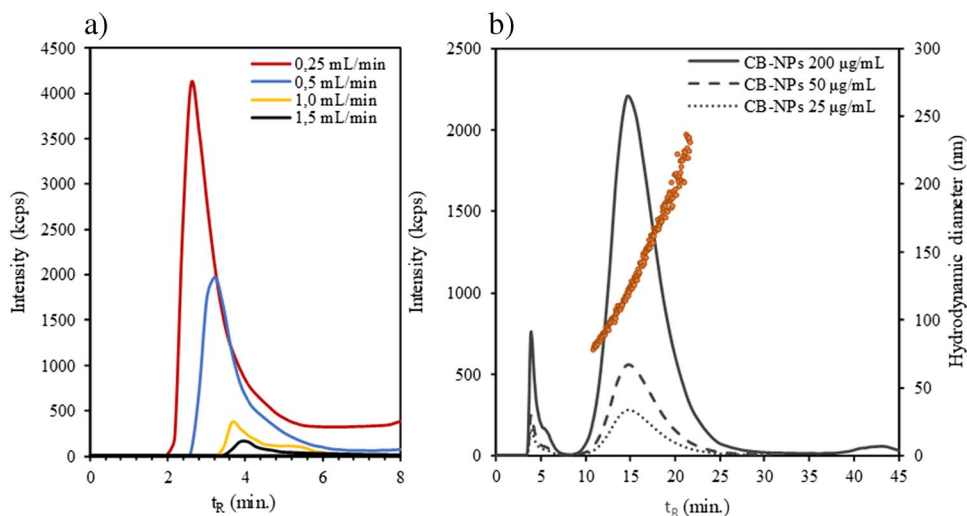 a)
4500
4000
3500
3000
2500
2000
1500
1000
500
0
Intensity (kcps)
0,25 mL/min
0,5 mL/min
1,0 mL/min
1,5 mL/min
0 2 4 6 8
tR (min.)
b)
2500
2000
1500
1000
500
0
Intensity (kcps)
CB-NPs 200 µg/mL
CB-NPs 50 µg/mL
CB-NPs 25 µg/mL
300
250
200
150
100
50
0
Hydrodynamic diameter (nm)
0 5 10 15 20 25 30 35 40 45
tR (min.)